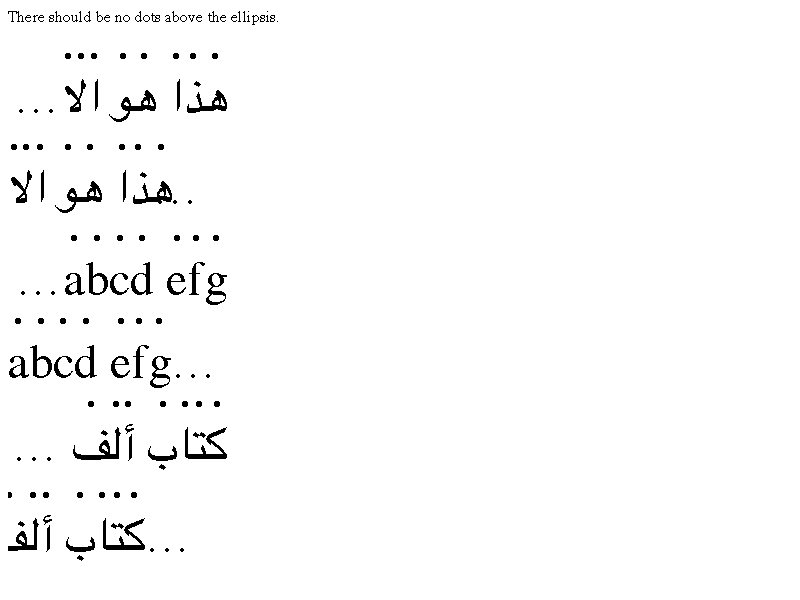 There should be no dots above the ellipsis.
هذا هو الا...
هذا هو الا..
...abcd efg
abcd efg...
كتاب ألف ...
كتاب ألف...